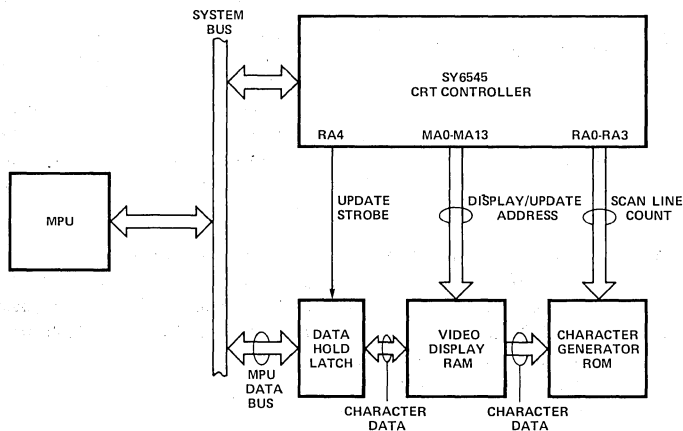 SYSTEM
BUS
SY6545
CRT CONTROLLER
RA4
MA0-MA13
RA0-RA3
MPU
UPDATE
STROBE
DISPLAY/UPDATE
ADDRESS
SCAN LINE
COUNT
DATA
HOLD
LATCH
VIDEO
DISPLAY
RAM
CHARACTER
GENERATOR
ROM
MPU
DATA
BUS
CHARACTER
DATA
CHARACTER
DATA